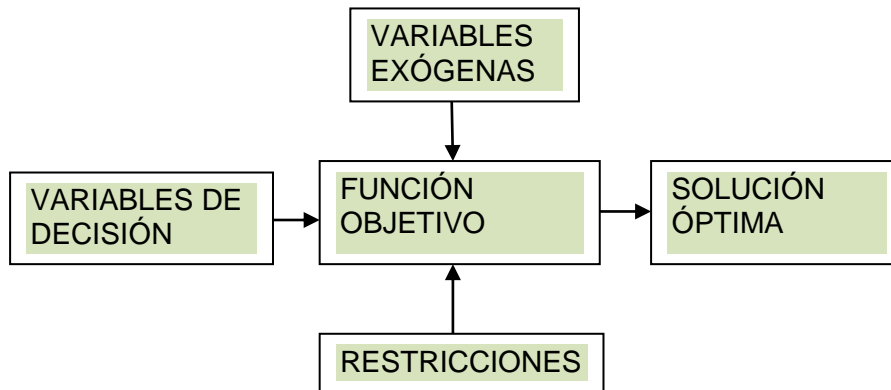 VARIABLES
EXÓGENAS
VARIABLES DE
DECISIÓN
FUNCIÓN
OBJETIVO
SOLUCIÓN
ÓPTIMA
RESTRICCIONES